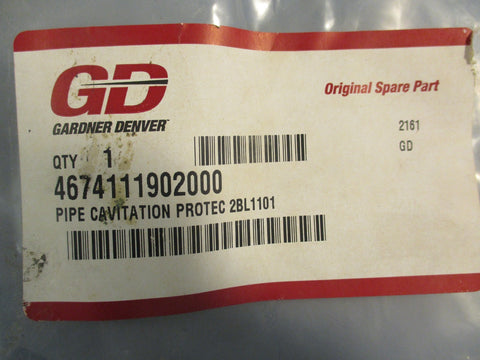 GD
GARDNER DENVER
Original Spare Part
2161
GD
QTY 1
4674111902000
PIPE CAVITATION PROTEC 2BL1101